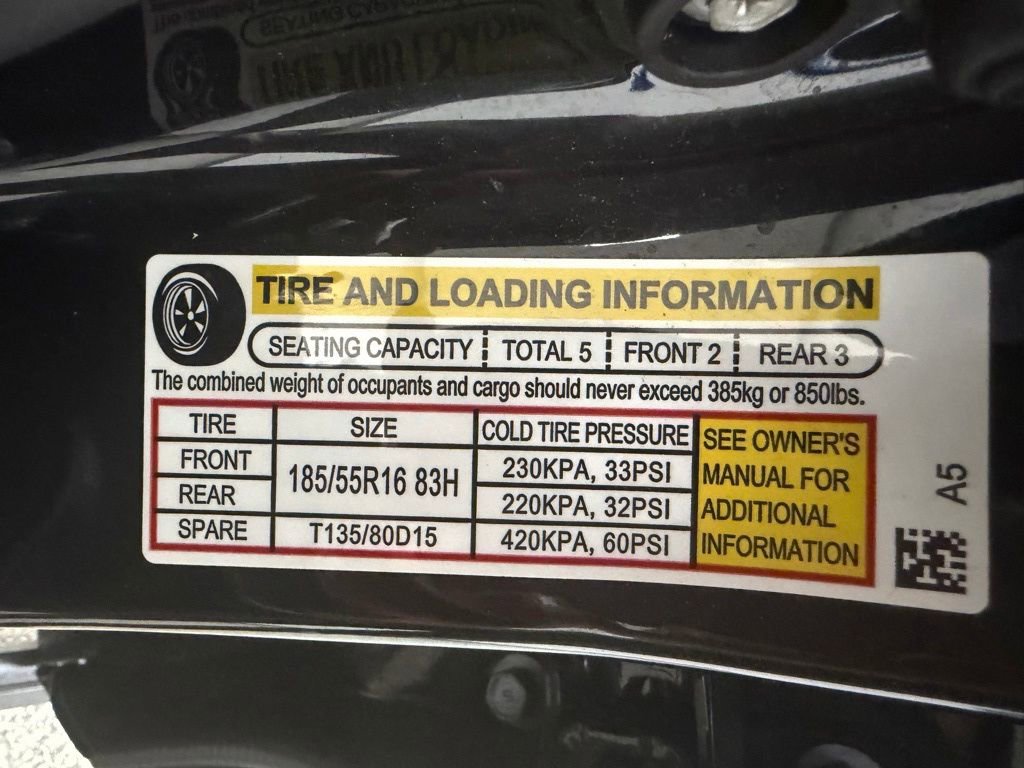 TIRE AND LOADING INFORMATION
SEATING CAPACITY TOTAL 5 FRONT 2 REAR 3
The combined weight of occupants and cargo should never exceed 385kg or 850lbs.
TIRE SIZE COLD TIRE PRESSURE
FRONT 185/55R16 83H 230KPA, 33PSI
REAR 220KPA, 32PSI
SPARE T135/80D15 420KPA, 60PSI
SEE OWNER'S
MANUAL FOR
ADDITIONAL
INFORMATION
A5